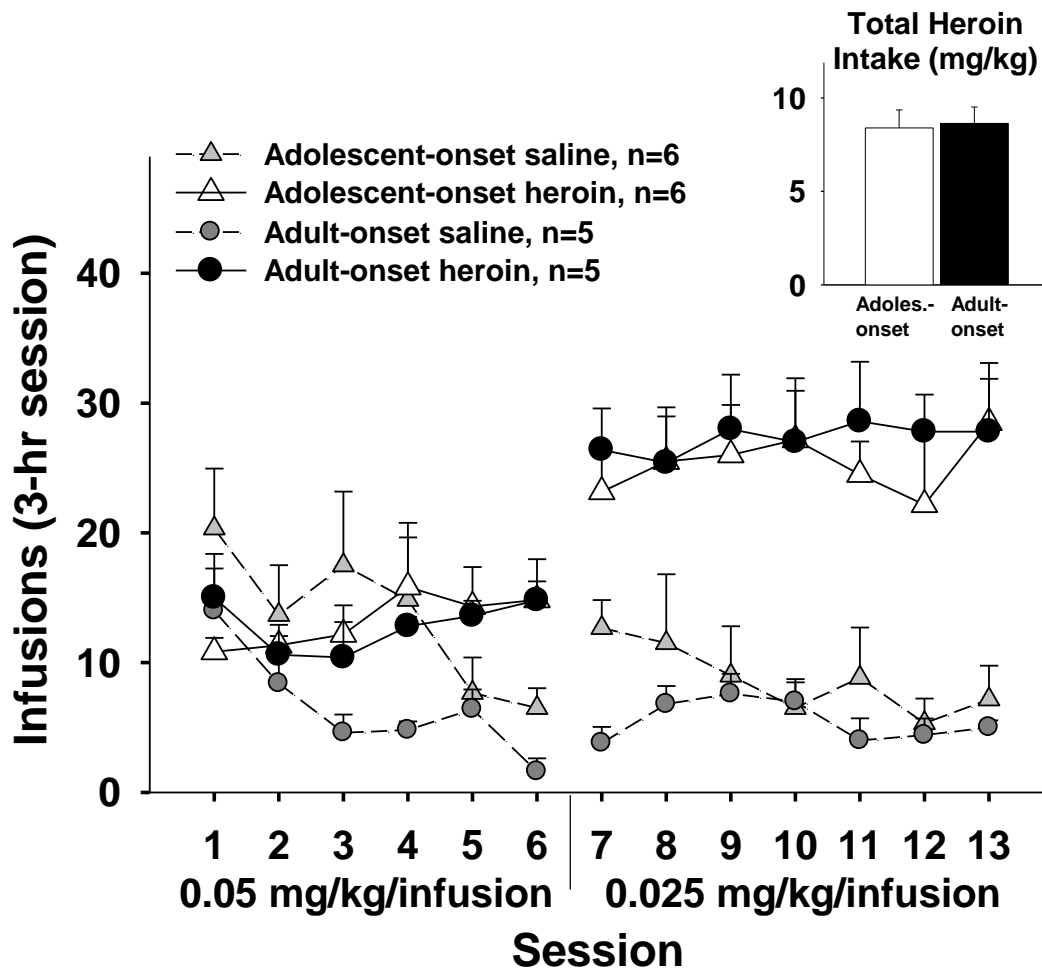 Total Heroin
Intake (mg/kg)
10
5
0
Adoles.-
onset
Adult-
onset
Adolescent-onset saline, n=6
Adolescent-onset heroin, n=6
Adult-onset saline, n=5
Adult-onset heroin, n=5
Infusions (3-hr session)
40
30
20
10
0
1 2 3 4 5 6 7 8 9 10 11 12 13
0.05 mg/kg/infusion 0.025 mg/kg/infusion
Session